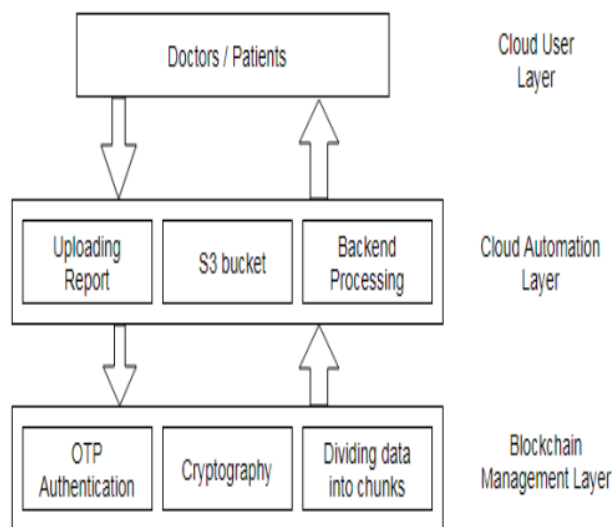 Doctors / Patients
Cloud User
Layer
Uploading
Report
S3 bucket
Backend
Processing
Cloud Automation
Layer
OTP
Authentication
Cryptography
Dividing data
into chunks
Blockchain
Management Layer